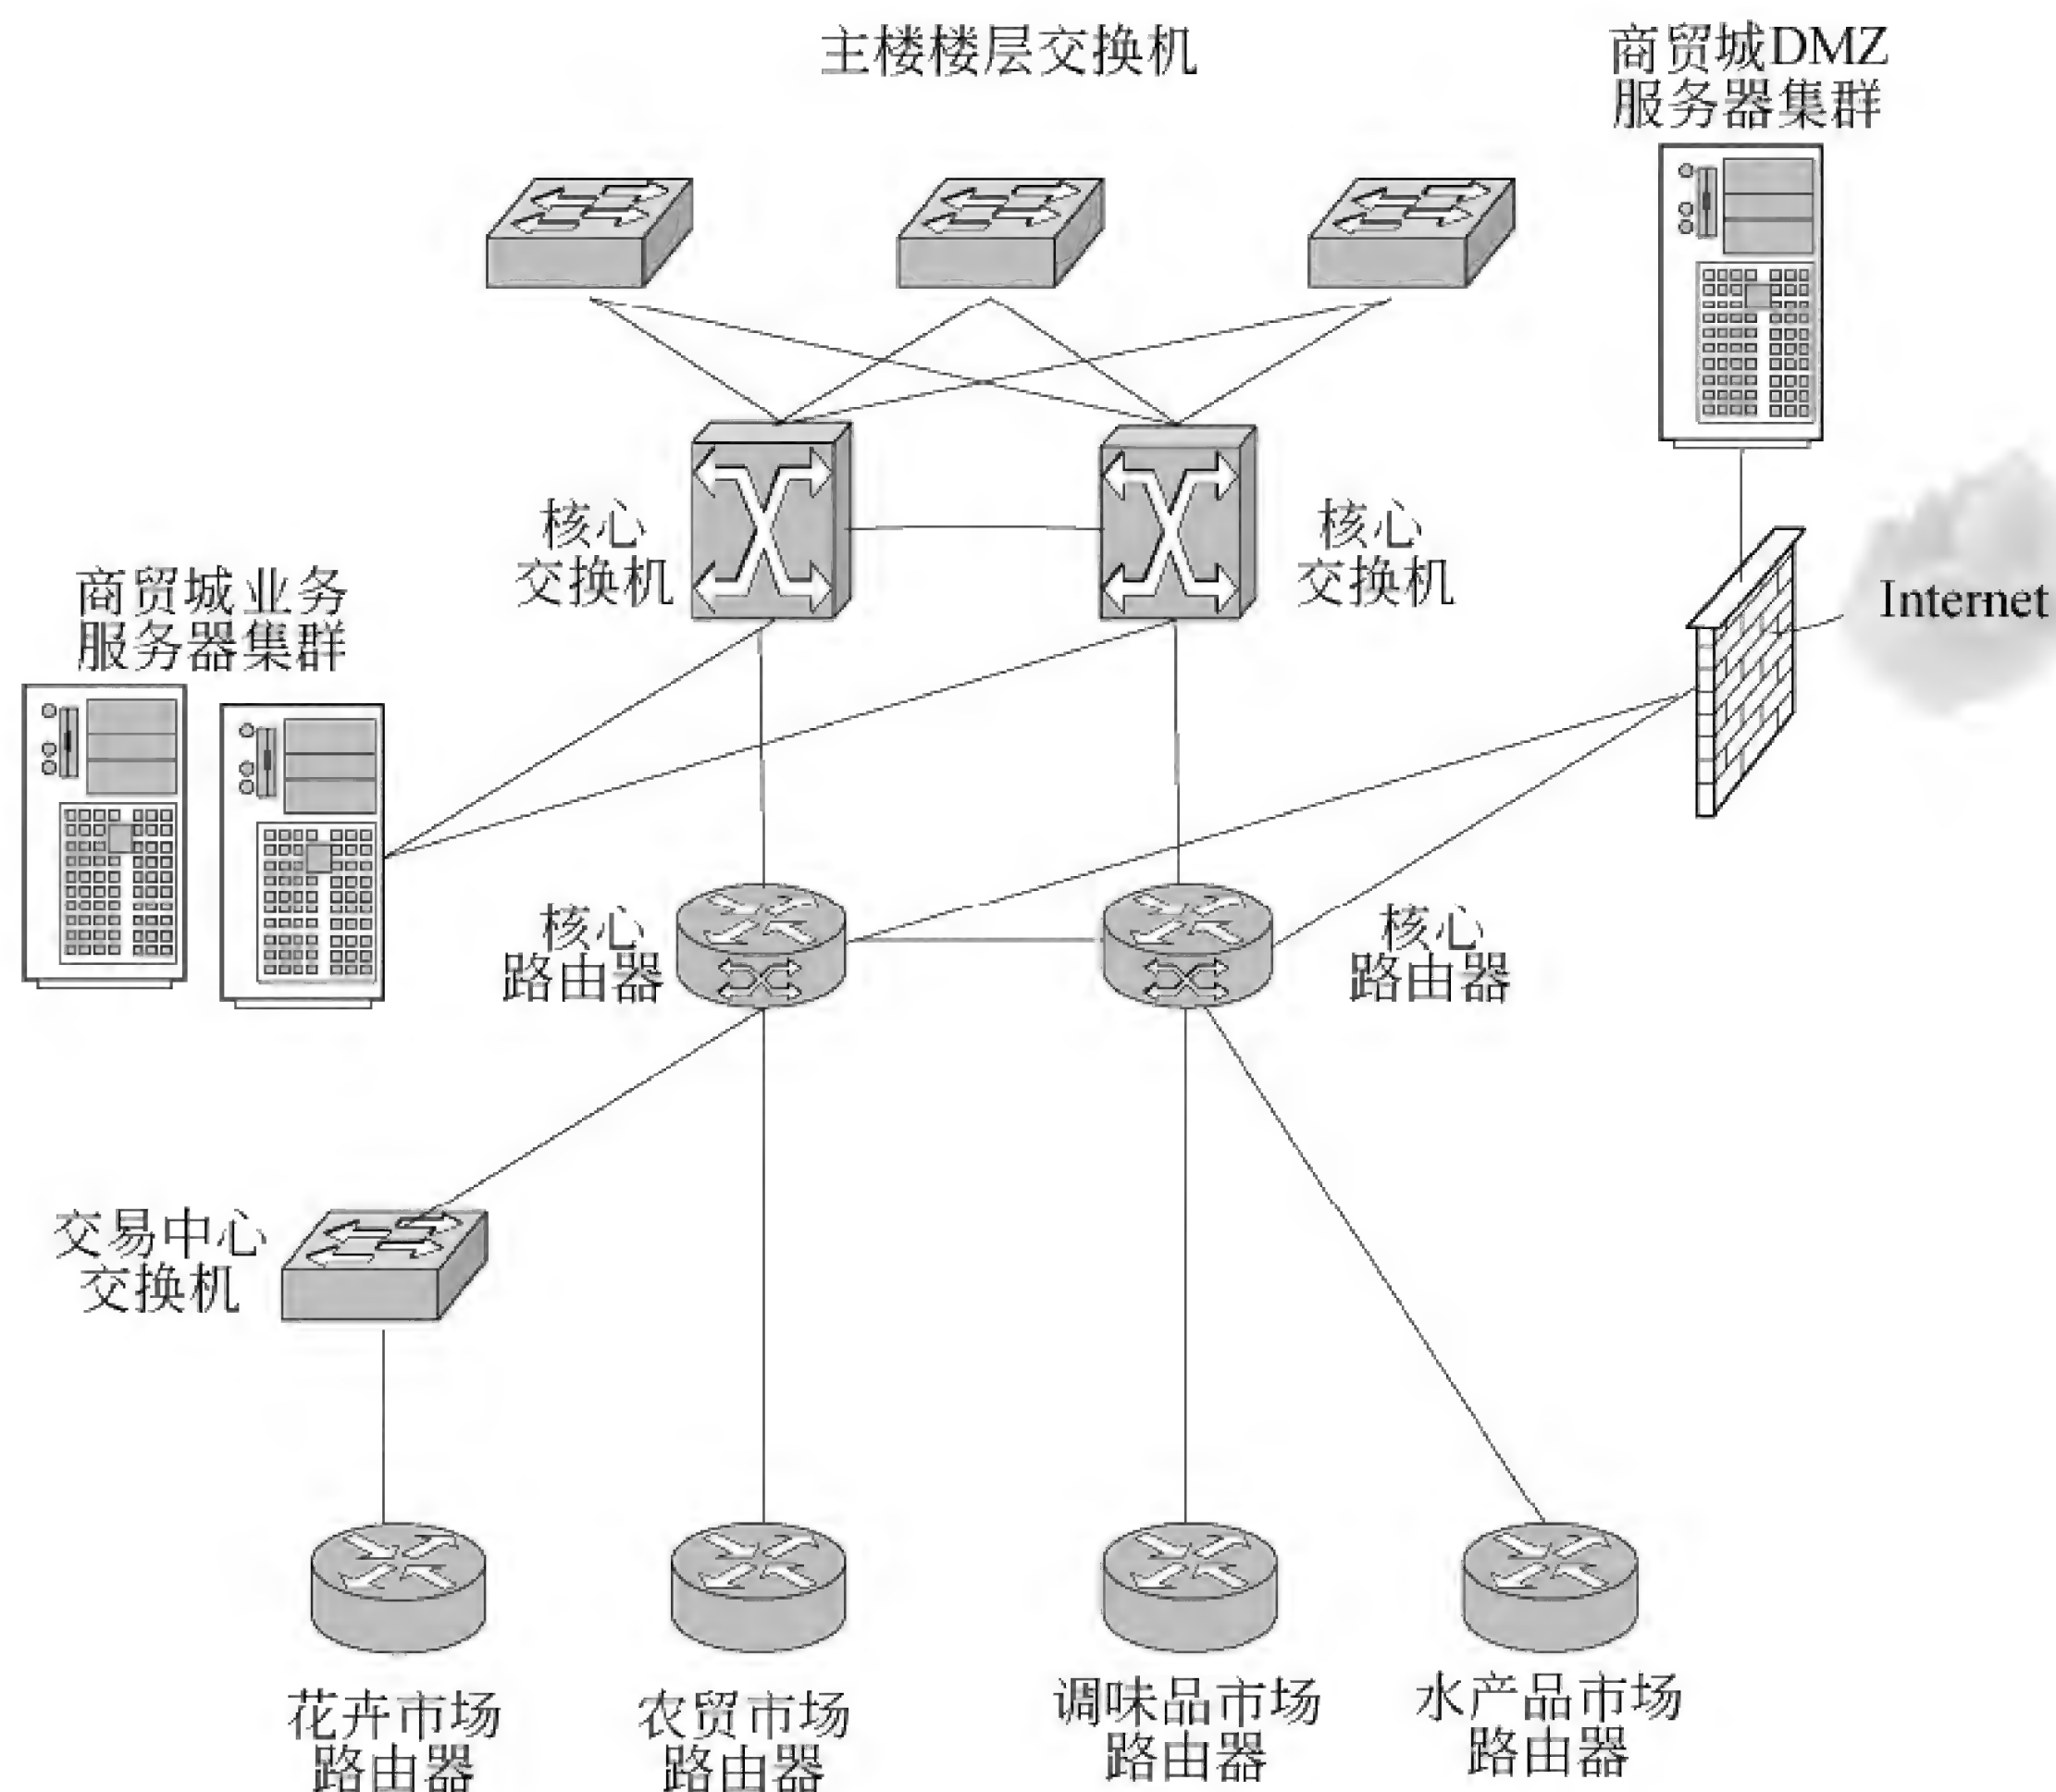 主楼楼层交换机
商贸城DMZ
服务器集群
核心
交换机
核心
交换机
Internet
商贸城业务
服务器集群
核心
路由器
核心
路由器
交易中心
交换机
花卉市场
路由器
农贸市场
路由器
调味品市场
路由器
水产品市场
路由器